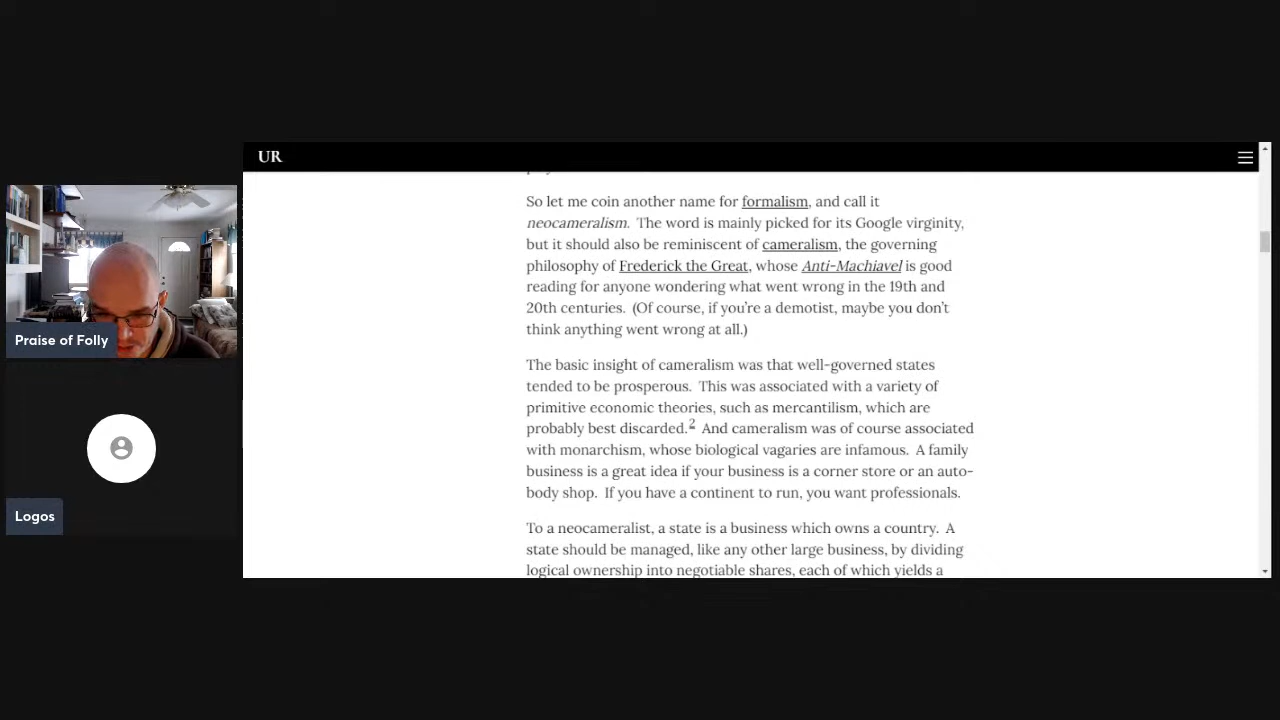 UR
So let me coin another name for formalism, and call it
neocameralism. The word is mainly picked for its Google virginity,
but it should also be reminiscent of cameralism, the governing
philosophy of Frederick the Great, whose Anti-Machiavel is good
reading for anyone wondering what went wrong in the 19th and
20th centuries. (Of course, if you’re a demotist, maybe you don’t
think anything went wrong at all.)
The basic insight of cameralism was that well-governed states
tended to be prosperous. This was associated with a variety of
primitive economic theories, such as mercantilism, which are
probably best discarded.2 And cameralism was of course associated
with monarchism, whose biological vagaries are infamous. A family
business is a great idea if your business is a corner store or an auto-
body shop. If you have a continent to run, you want professionals.
To a neocameralist, a state is a business which owns a country. A
state should be managed, like any other large business, by dividing
logical ownership into negotiable shares, each of which yields a
Praise of Folly
Logos